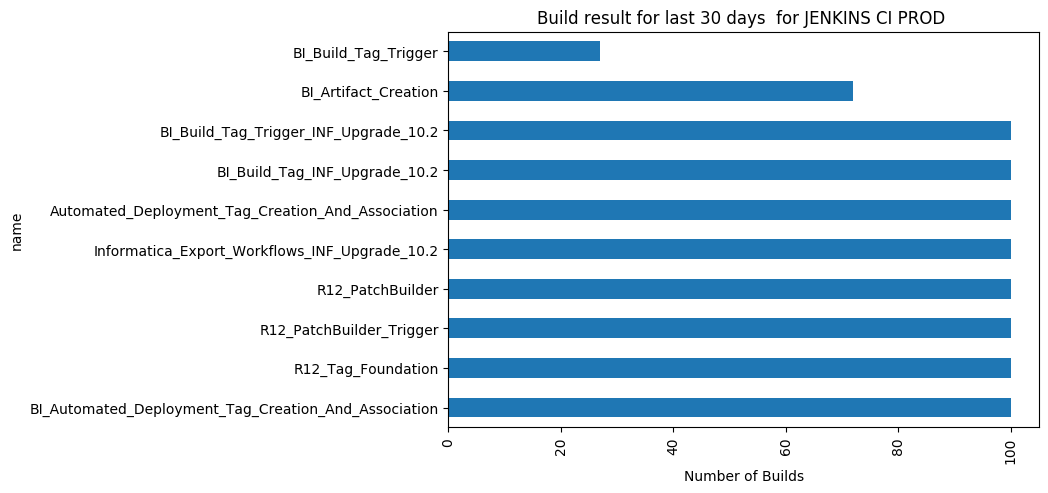 Build result for last 30 days  for JENKINS CI PROD
BI_Build_Tag_Trigger
BI_Artifact_Creation
BI_Build_Tag_Trigger_INF_Upgrade_10.2
BI_Build_Tag_INF_Upgrade_10.2
Automated_Deployment_Tag_Creation_And_Association
Informatica_Export_Workflows_INF_Upgrade_10.2
R12_PatchBuilder
R12_PatchBuilder_Trigger
R12_Tag_Foundation
BI_Automated_Deployment_Tag_Creation_And_Association
name
0 20 40 60 80 100
Number of Builds